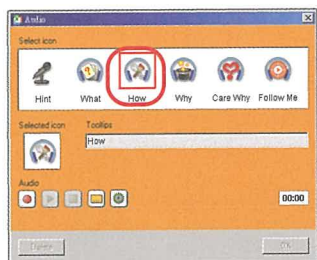 Audio
Select icon
Hint What How Why Care Why Follow Me
Selected icon Tooltips
How
Audio
00:00
OK